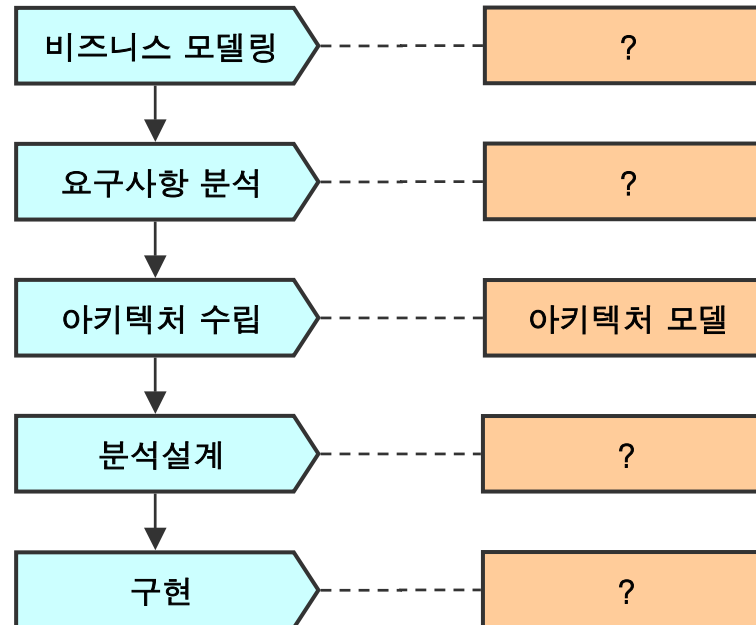 비즈니스 모델링
?
요구사항 분석
?
아키텍처 수립
아키텍처 모델
분석설계
?
구현
?